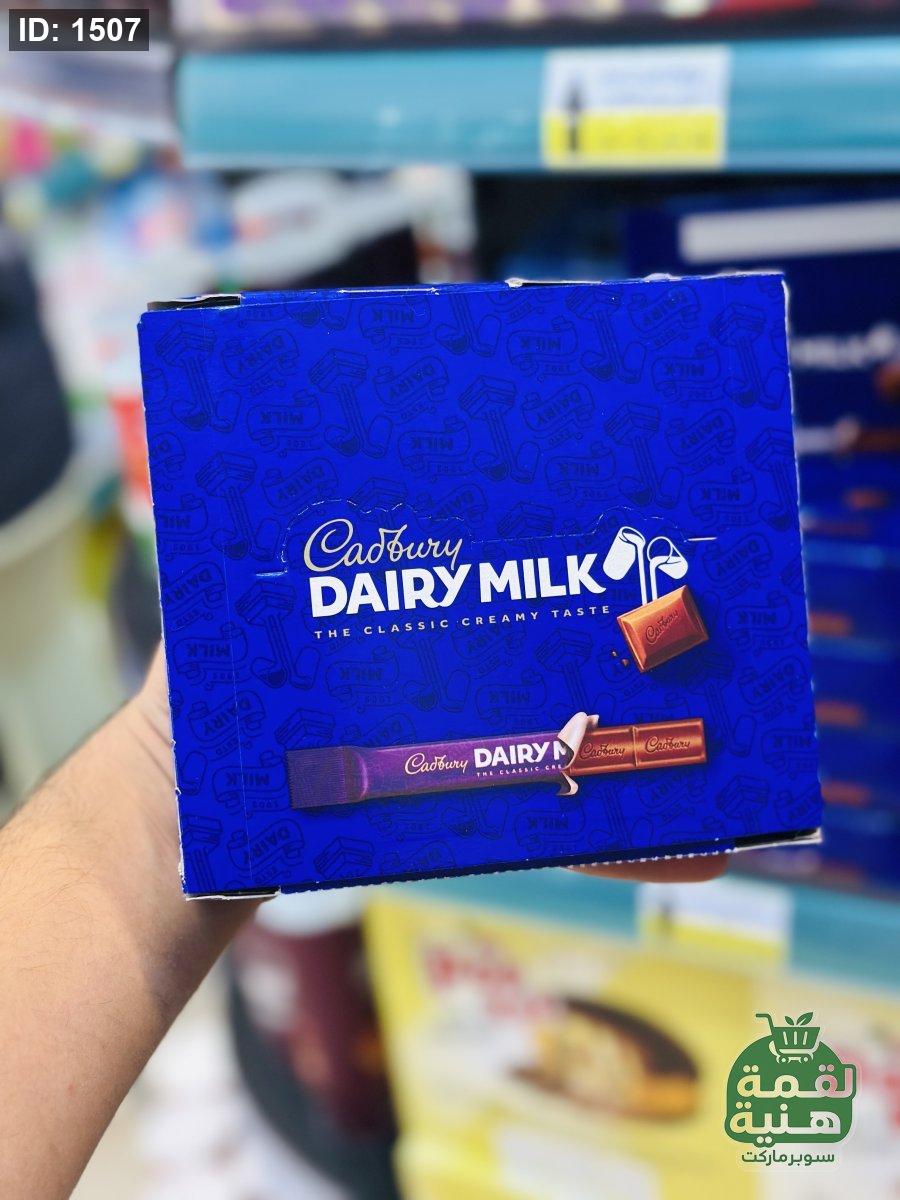 ID: 1507
Cadbury
DAIRY MILK
THE CLASSIC CREAMY TASTE
Cadbury
Cadbury DAIRY M
THE CLASSIC CRE
Cadbury Cadbury
لقمة
هنية
سوبرماركت